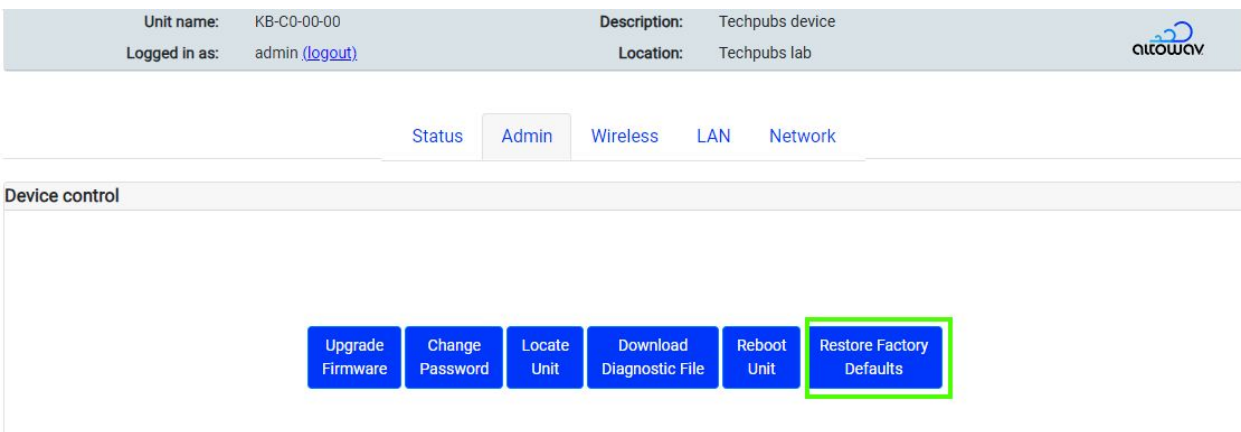 Unit name: KB-C0-00-00 Description: Techpubs device
Logged in as: admin (logout) Location: Techpubs lab
altowav
Status Admin Wireless LAN Network
Device control
Upgrade Firmware
Change Password
Locate Unit
Download Diagnostic File
Reboot Unit
Restore Factory Defaults